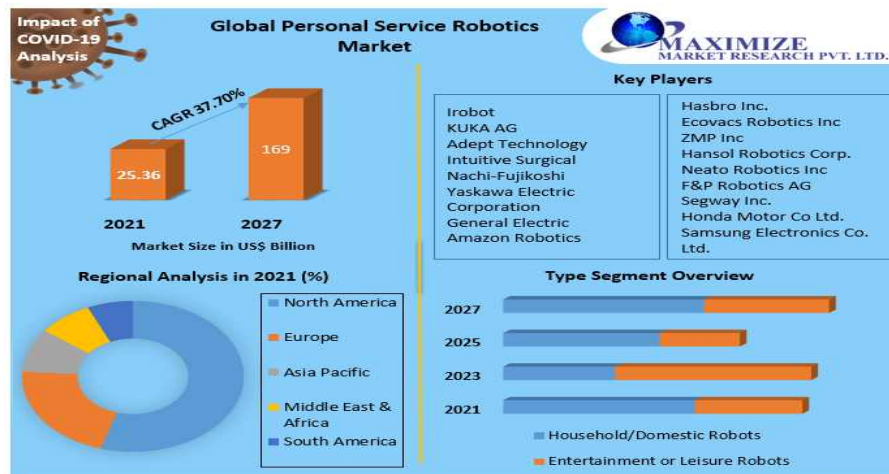 Impact of
COVID-19
Analysis
Global Personal Service Robotics
Market
MAXIMIZE
MARKET RESEARCH PVT. LTD.
CAGR 37.70%
25.36
169
2021
2027
Market Size in US$ Billion
Key Players
Irobot
KUKA AG
Adept Technology
Intuitive Surgical
Nachi-Fujikoshi
Yaskawa Electric
Corporation
General Electric
Amazon Robotics
Hasbro Inc.
Ecovacs Robotics Inc
ZMP Inc
Hansol Robotics Corp.
Neato Robotics Inc
F&P Robotics AG
Segway Inc.
Honda Motor Co Ltd.
Samsung Electronics Co.
Ltd.
Regional Analysis in 2021 (%)
North America
Europe
Asia Pacific
Middle East &
Africa
South America
Type Segment Overview
2027
2025
2023
2021
Household/Domestic Robots
Entertainment or Leisure Robots